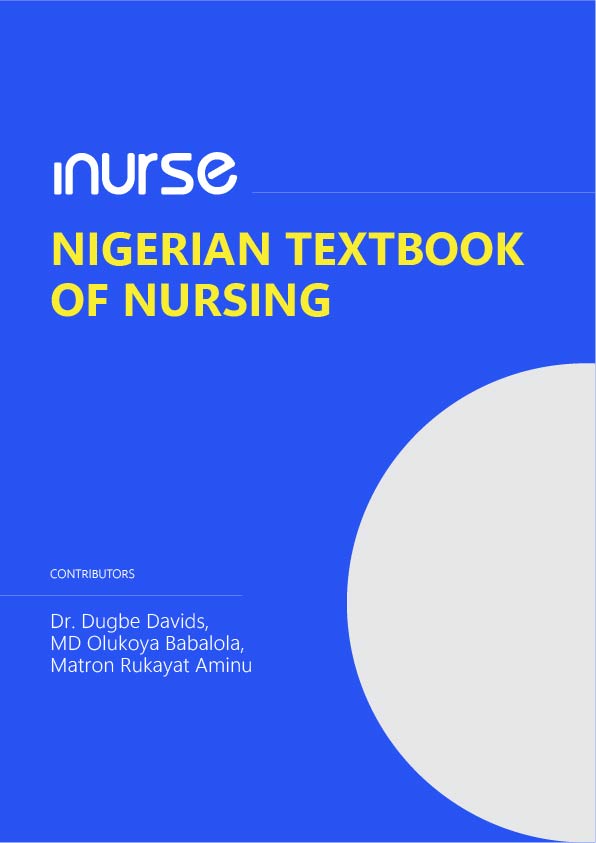 inurse
NIGERIAN TEXTBOOK
OF NURSING
CONTRIBUTORS
Dr. Dugbe Davids,
MD Olukoya Babalola,
Matron Rukayat Aminu